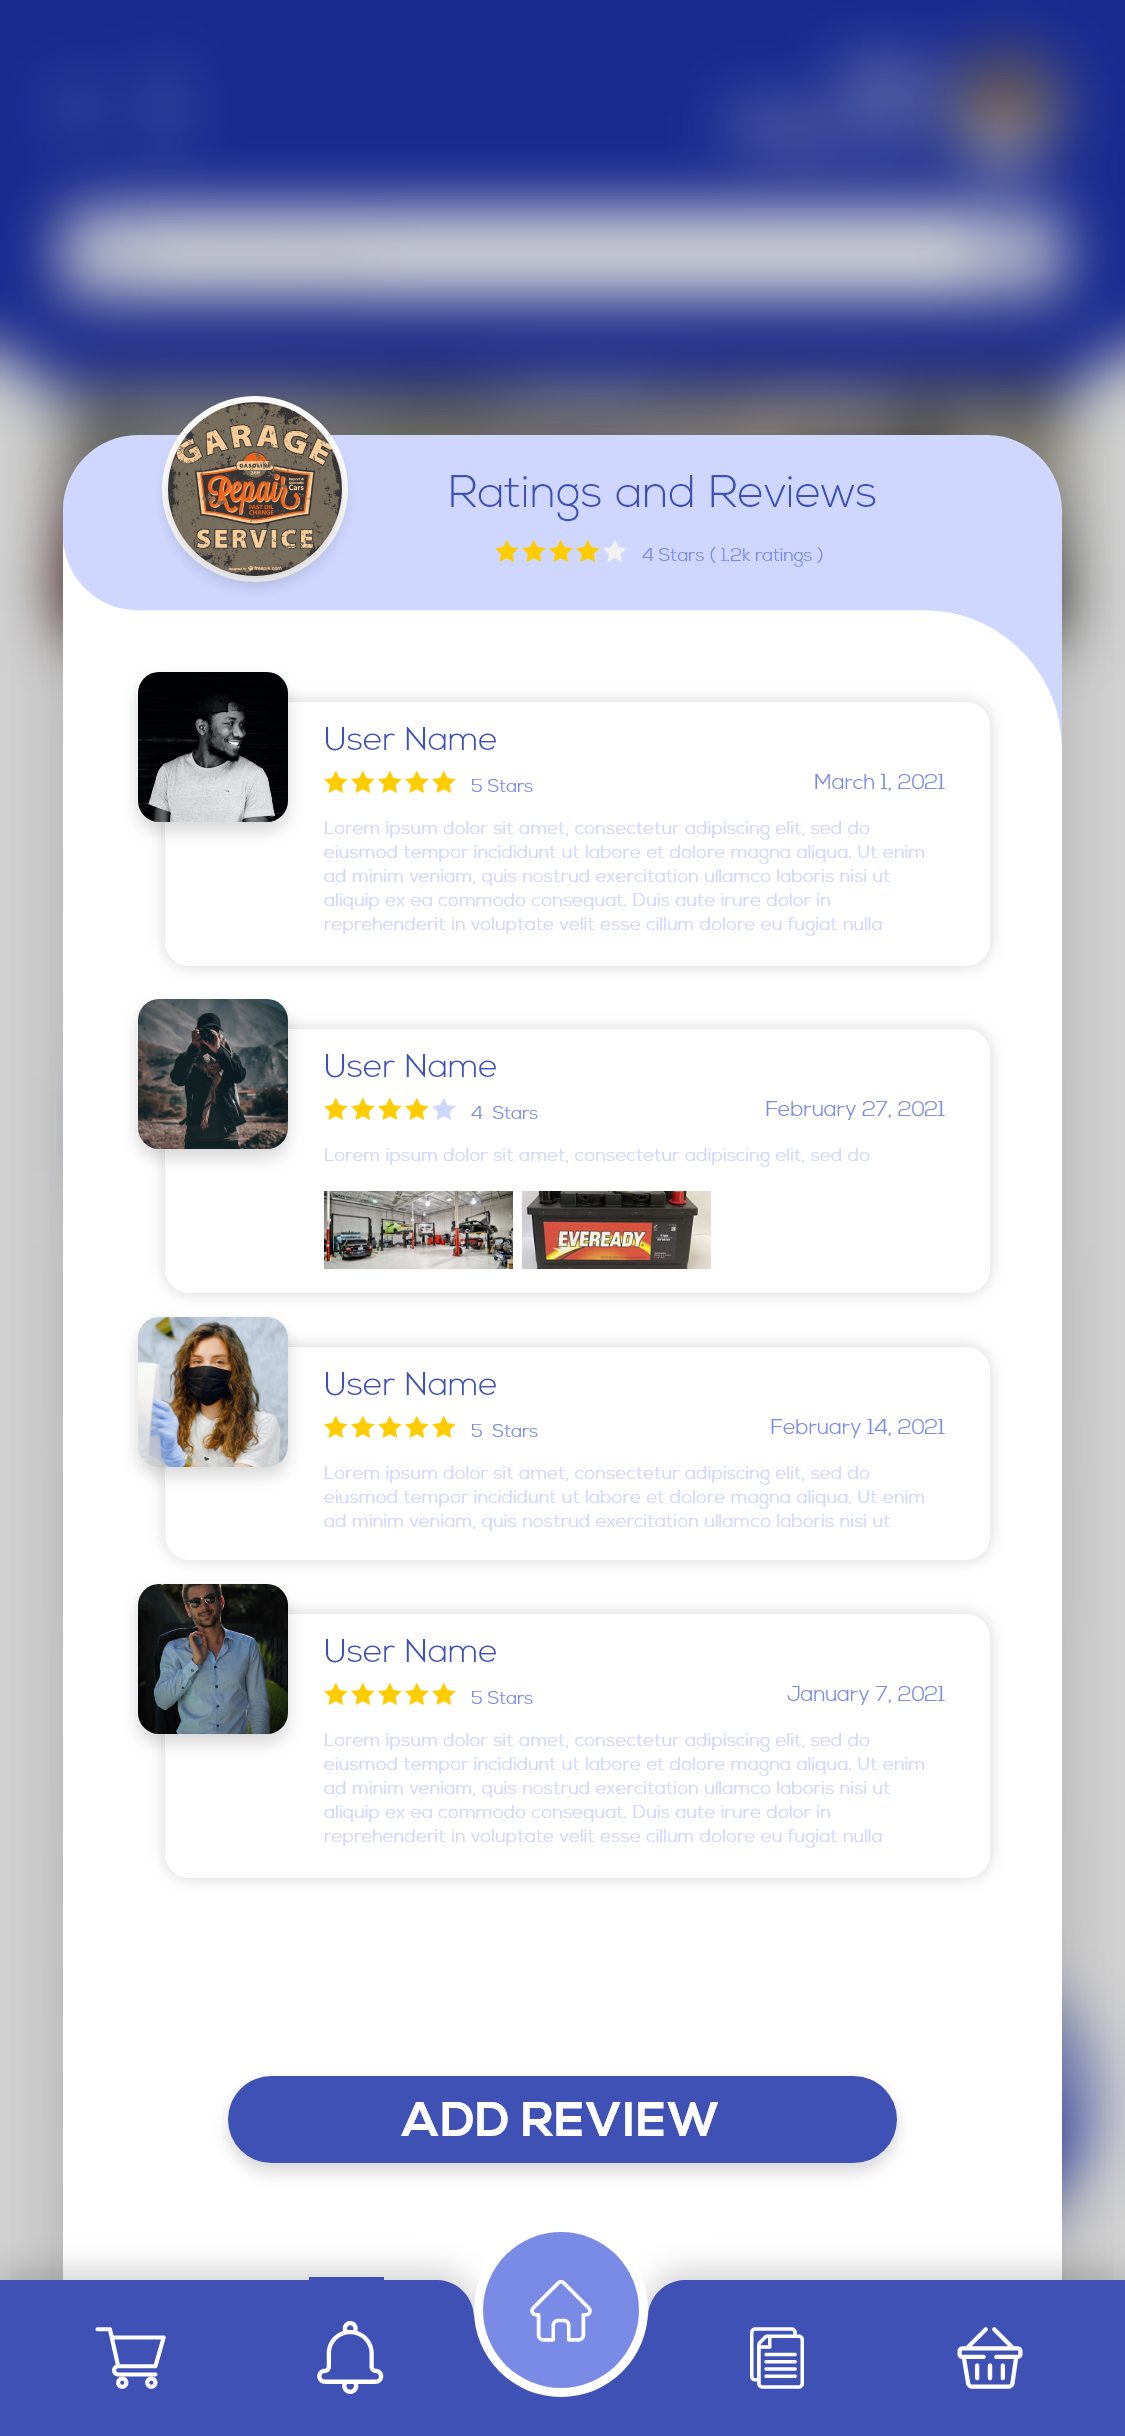 GARAGE
GASOLINE
Repair
Cars
FAST OIL
CHANGE
SERVICE
Ratings and Reviews
4 Stars ( 1.2k ratings )
User Name
5 Stars
March 1, 2021
Lorem ipsum dolor sit amet, consectetur adipiscing elit, sed do
eiusmod tempor incididunt ut labore et dolore magna aliqua. Ut enim
ad minim veniam, quis nostrud exercitation ullamco laboris nisi ut
aliquip ex ea commodo consequat. Duis aute irure dolor in
reprehenderit in voluptate velit esse cillum dolore eu fugiat nulla
User Name
4 Stars
February 27, 2021
Lorem ipsum dolor sit amet, consectetur adipiscing elit, sed do
EVEREADY
User Name
5 Stars
February 14, 2021
Lorem ipsum dolor sit amet, consectetur adipiscing elit, sed do
eiusmod tempor incididunt ut labore et dolore magna aliqua. Ut enim
ad minim veniam, quis nostrud exercitation ullamco laboris nisi ut
User Name
5 Stars
January 7, 2021
Lorem ipsum dolor sit amet, consectetur adipiscing elit, sed do
eiusmod tempor incididunt ut labore et dolore magna aliqua. Ut enim
ad minim veniam, quis nostrud exercitation ullamco laboris nisi ut
aliquip ex ea commodo consequat. Duis aute irure dolor in
reprehenderit in voluptate velit esse cillum dolore eu fugiat nulla
ADD REVIEW